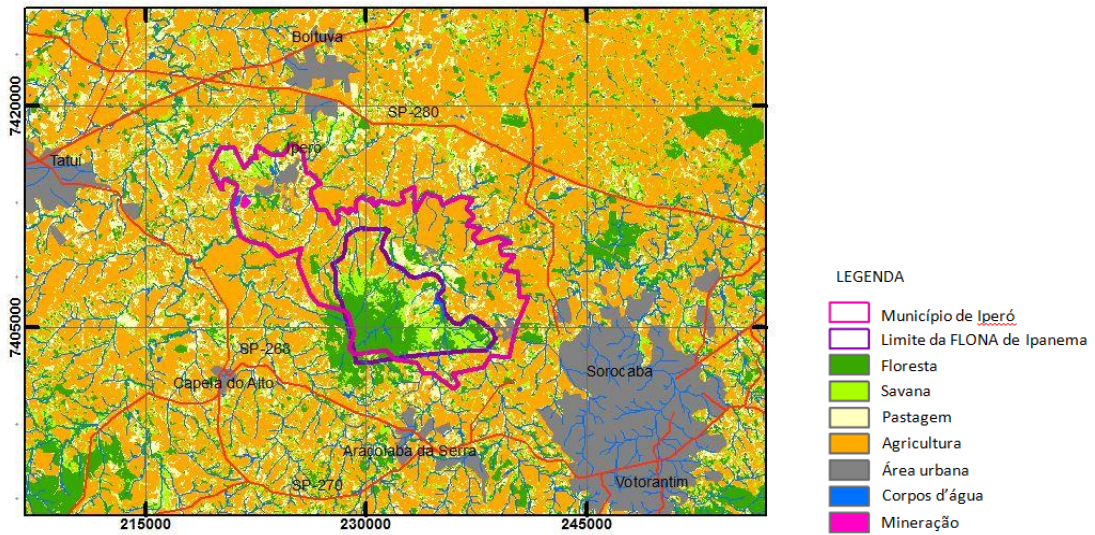 Boituva
7420000
SP-280
Tatuí
Iperó
7405000
SP-268
Capela do Alto
Sorocaba
Araçoiaba da Serra
SP-270
Votorantim
215000
230000
245000
LEGENDA
Município de Iperó
Limite da FLONA de Ipanema
Floresta
Savana
Pastagem
Agricultura
Área urbana
Corpos d'água
Mineração